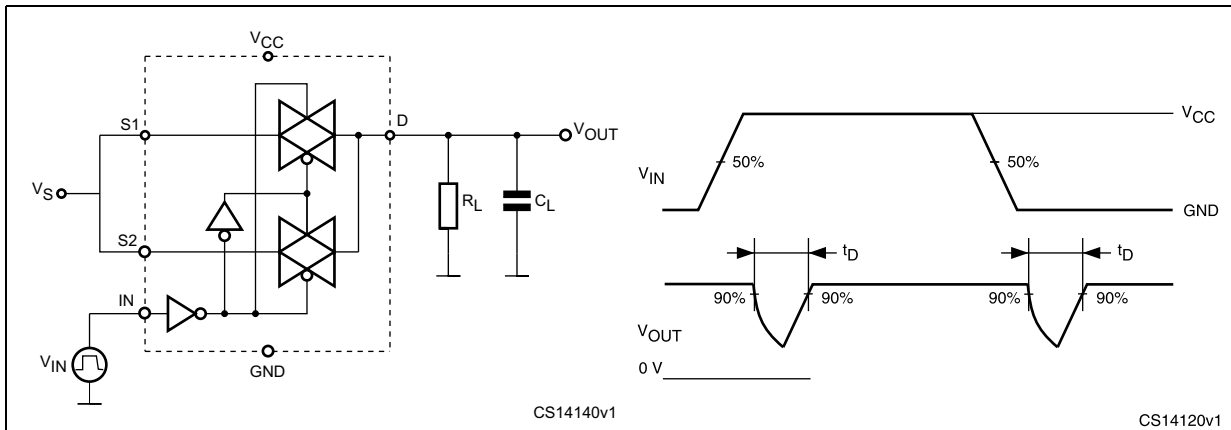 VCC
S1
D
VOUT
VS
RL
CL
S2
IN
VIN
GND
CS14140v1
VCC
50%
50%
VIN
GND
tD
tD
90%
90%
90%
90%
VOUT
0 V
CS14120v1